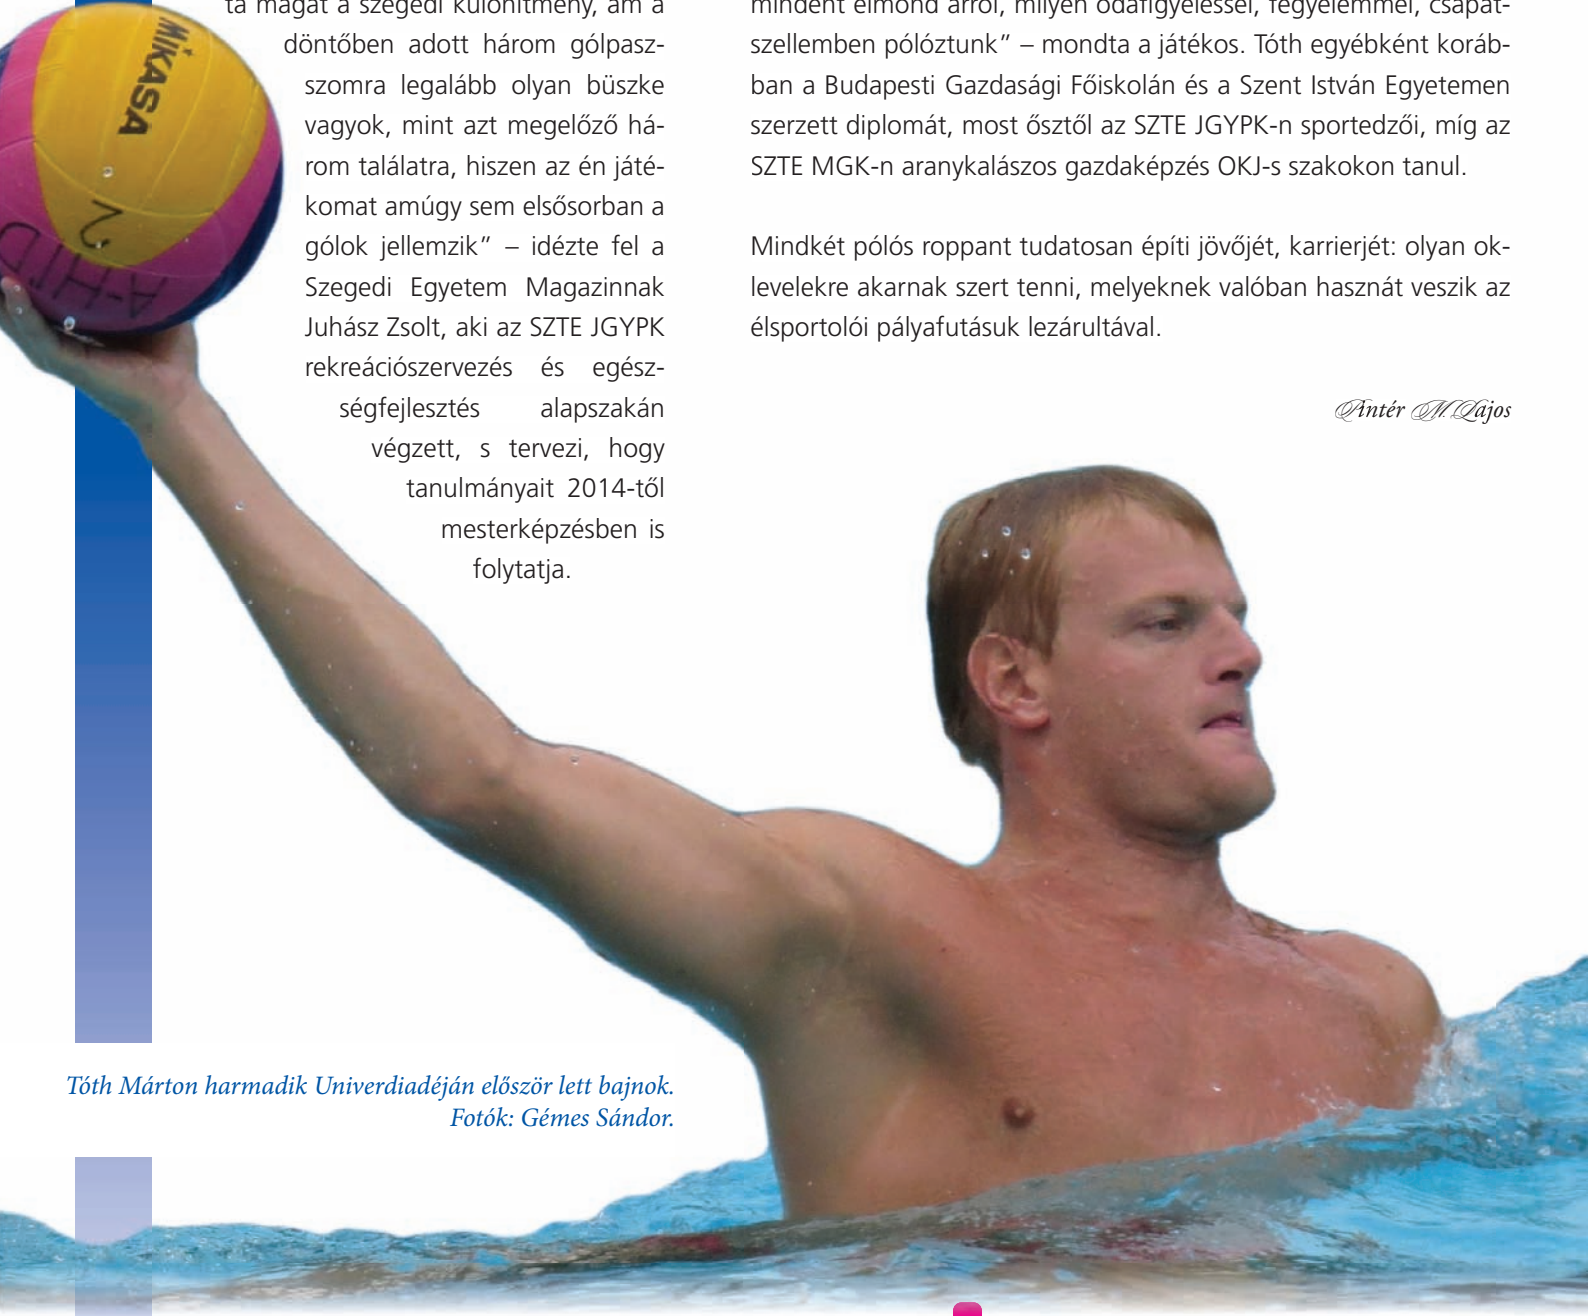 ta magát a szegedi különítmény, ám a
döntőben adott három gólpasz-
szomra legalább olyan büszke
vagyok, mint azt megelőző há-
rom találatra, hiszen az én játé-
komat amúgy sem elsősorban a
gólok jellemzik” – idézte fel a
Szegedi Egyetem Magazinnak
Juhász Zsolt, aki az SZTE JGYPK
rekreációszervezés és egész-
ségfejlesztés alapszakán
végzett, s tervezi, hogy
tanulmányait 2014-től
mesterképzésben is
folytatja.
mindent elmond arról, milyen odafigyeléssel, fegyelemmel, csapat-
szellemben pólóztunk” – mondta a játékos. Tóth egyébként koráb-
ban a Budapesti Gazdasági Főiskolán és a Szent István Egyetemen
szerzett diplomát, most ősztől az SZTE JGYPK-n sportedzői, míg az
SZTE MGK-n aranykalászos gazdaképzés OKJ-s szakokon tanul.
Mindkét pólós roppant tudatosan építi jövőjét, karrierjét: olyan ok-
levelekre akarnak szert tenni, melyeknek valóban hasznát veszik az
élsportolói pályafutásuk lezárultával.
Pintér M. Lajos
MIKASA
2
A-HÍD
Tóth Márton harmadik Univerdiadéján először lett bajnok.
Fotók: Gémes Sándor.